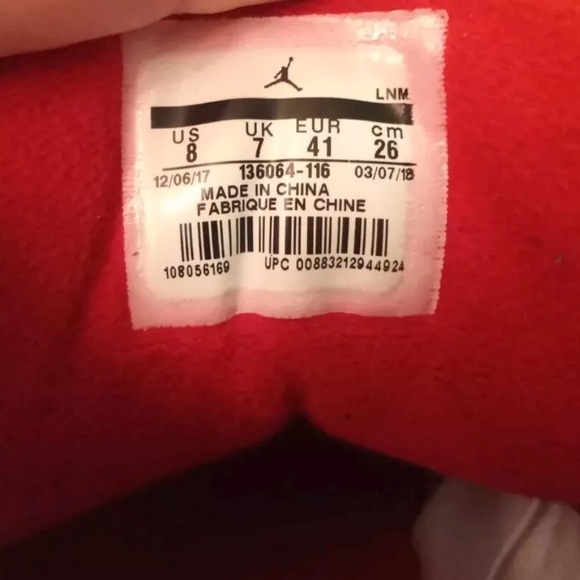 LNM
US UK EUR cm
8 7 41 26
12/06/17 136064-116 03/07/18
MADE IN CHINA
FABRIQUE EN CHINE
108056169 UPC 00883212944924